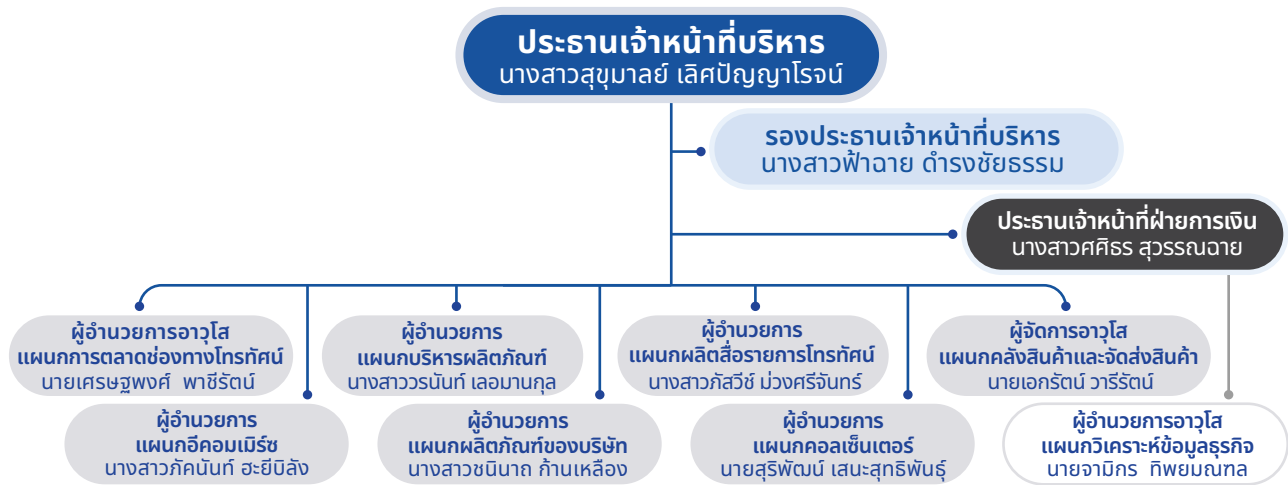 ประธานเจ้าหน้าที่บริหาร
นางสาวสุขุมาลย์ เลิศปัญญาโรจน์
รองประธานเจ้าหน้าที่บริหาร
นางสาวฟ้าฉาย ดำรงชัยธรรม
ประธานเจ้าหน้าที่ฝ่ายการเงิน
นางสาวศศิธร สุวรรณฉาย
ผู้อำนวยการอาวุโส
แผนกการตลาดช่องทางโทรทัศน์
นายเศรษฐพงศ์ พาชีรัตน์
ผู้อำนวยการ
แผนกบริหารผลิตภัณฑ์
นางสาววรนันท์ เลอมานกุล
ผู้อำนวยการ
แผนกผลิตสื่อรายการโทรทัศน์
นางสาวภัสวีช์ ม่วงศรีจันทร์
ผู้จัดการอาวุโส
แผนกคลังสินค้าและจัดส่งสินค้า
นายเอกรัตน์ วารีรัตน์
ผู้อำนวยการ
แผนกอีคอมเมิร์ซ
นางสาวภัคนันท์ ฮะยีบิลัง
ผู้อำนวยการ
แผนกผลิตภัณฑ์ของบริษัท
นางสาวชนินาถ ก้านเหลือง
ผู้อำนวยการ
แผนกคอลเซ็นเตอร์
นายสุริพัฒน์ เสนะสุทธิพันธุ์
ผู้อำนวยการอาวุโส
แผนกวิเคราะห์ข้อมูลธุรกิจ
นายจามิกร ทิพยมณฑล